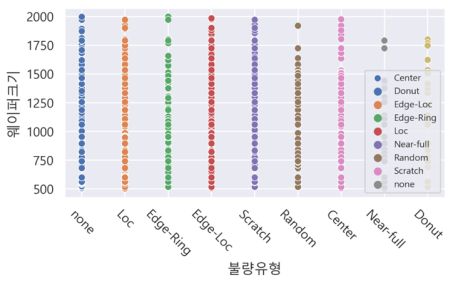 2000
1750
1500
1250
1000
750
500
웨이퍼크기
Center
Donut
Edge-Loc
Edge-Ring
Loc
Near-full
Random
Scratch
none
none
Loc
Edge-Ring
Edge-Loc
Scratch
Random
Center
Near-full
Donut
불량유형